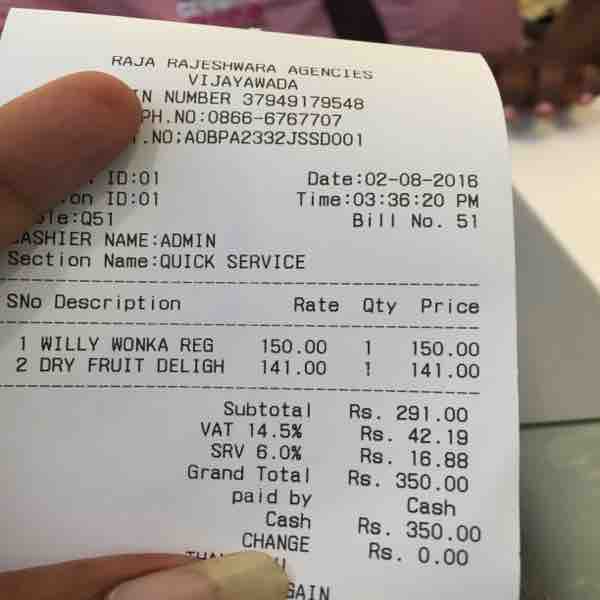 RAJA RAJESHWARA AGENCIES
VIJAYAWADA
IN NUMBER 37949179548
PH.NO:0866-6767707
.NO;AOBPA2332JSSD001
ID:01 Date:02-08-2016
on ID:01 Time:03:36:20 PM
le:Q51 Bill No. 51
CASHIER NAME:ADMIN
Section Name:QUICK SERVICE
SNo Description Rate Qty Price
1 WILLY WONKA REG 150.00 1 150.00
2 DRY FRUIT DELIGH 141.00 1 141.00
Subtotal Rs. 291.00
VAT 14.5% Rs. 42.19
SRV 6.0% Rs. 16.88
Grand Total Rs. 350.00
paid by Cash
Cash Rs. 350.00
CHANGE Rs. 0.00
GAIN